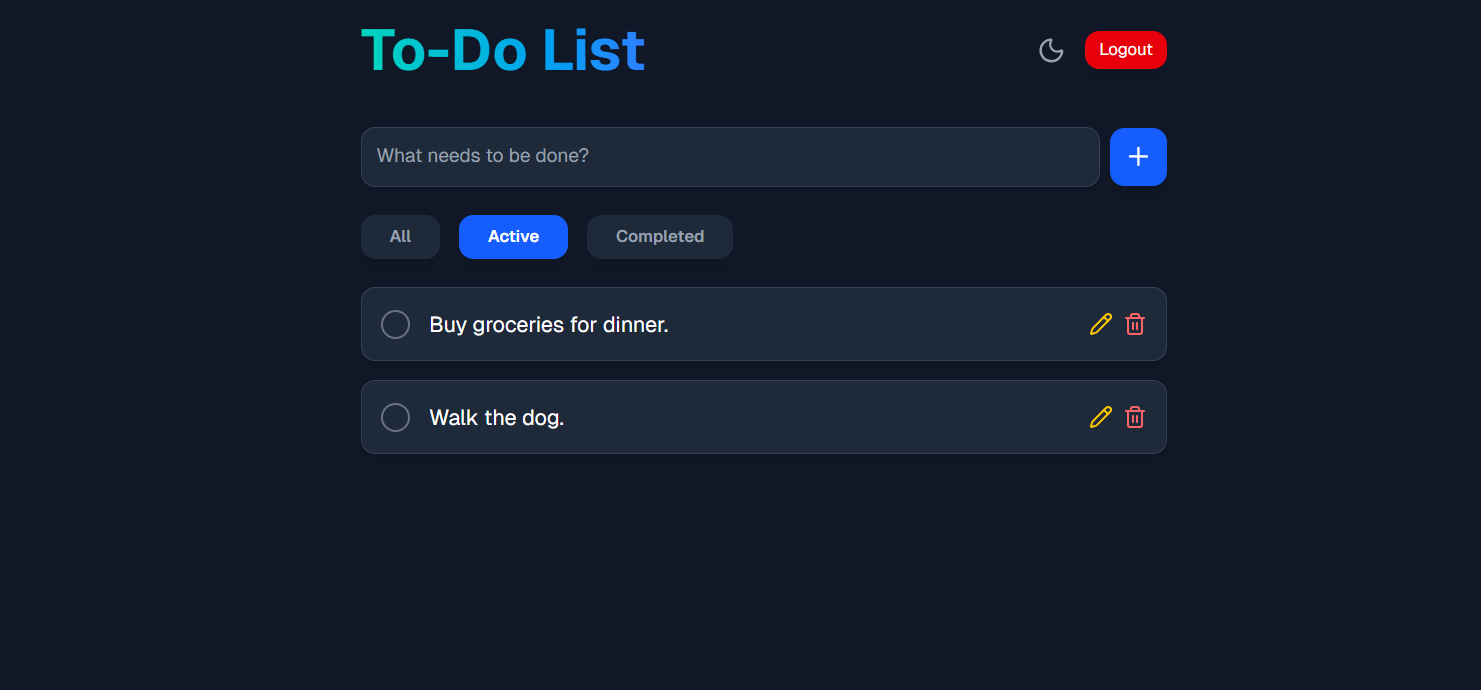 To-Do List
Logout
What needs to be done?
All
Active
Completed
Buy groceries for dinner.
Walk the dog.